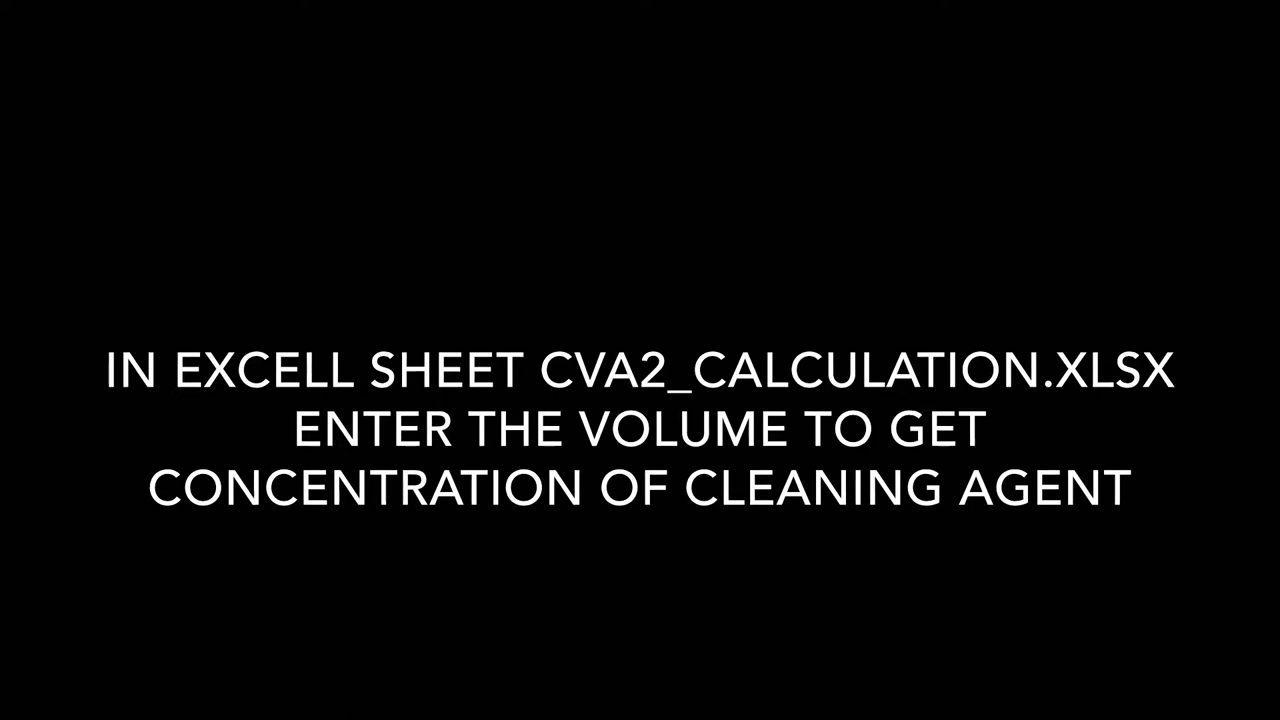 IN EXCELL SHEET CVA2_CALCULATION.XLSX
ENTER THE VOLUME TO GET
CONCENTRATION OF CLEANING AGENT